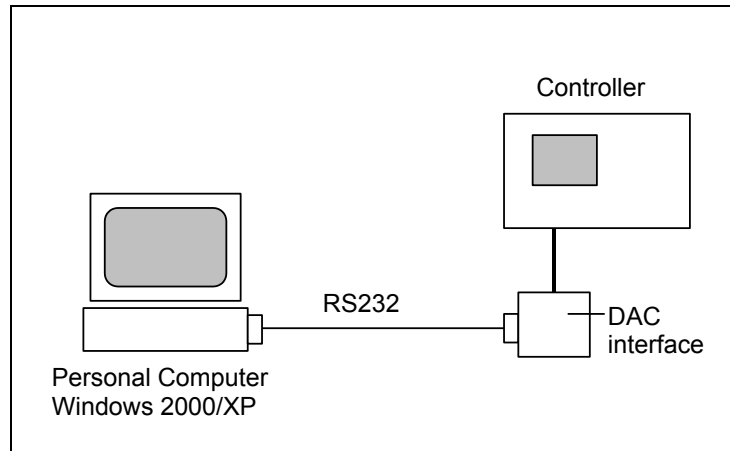 Controller
RS232
DAC
interface
Personal Computer
Windows 2000/XP